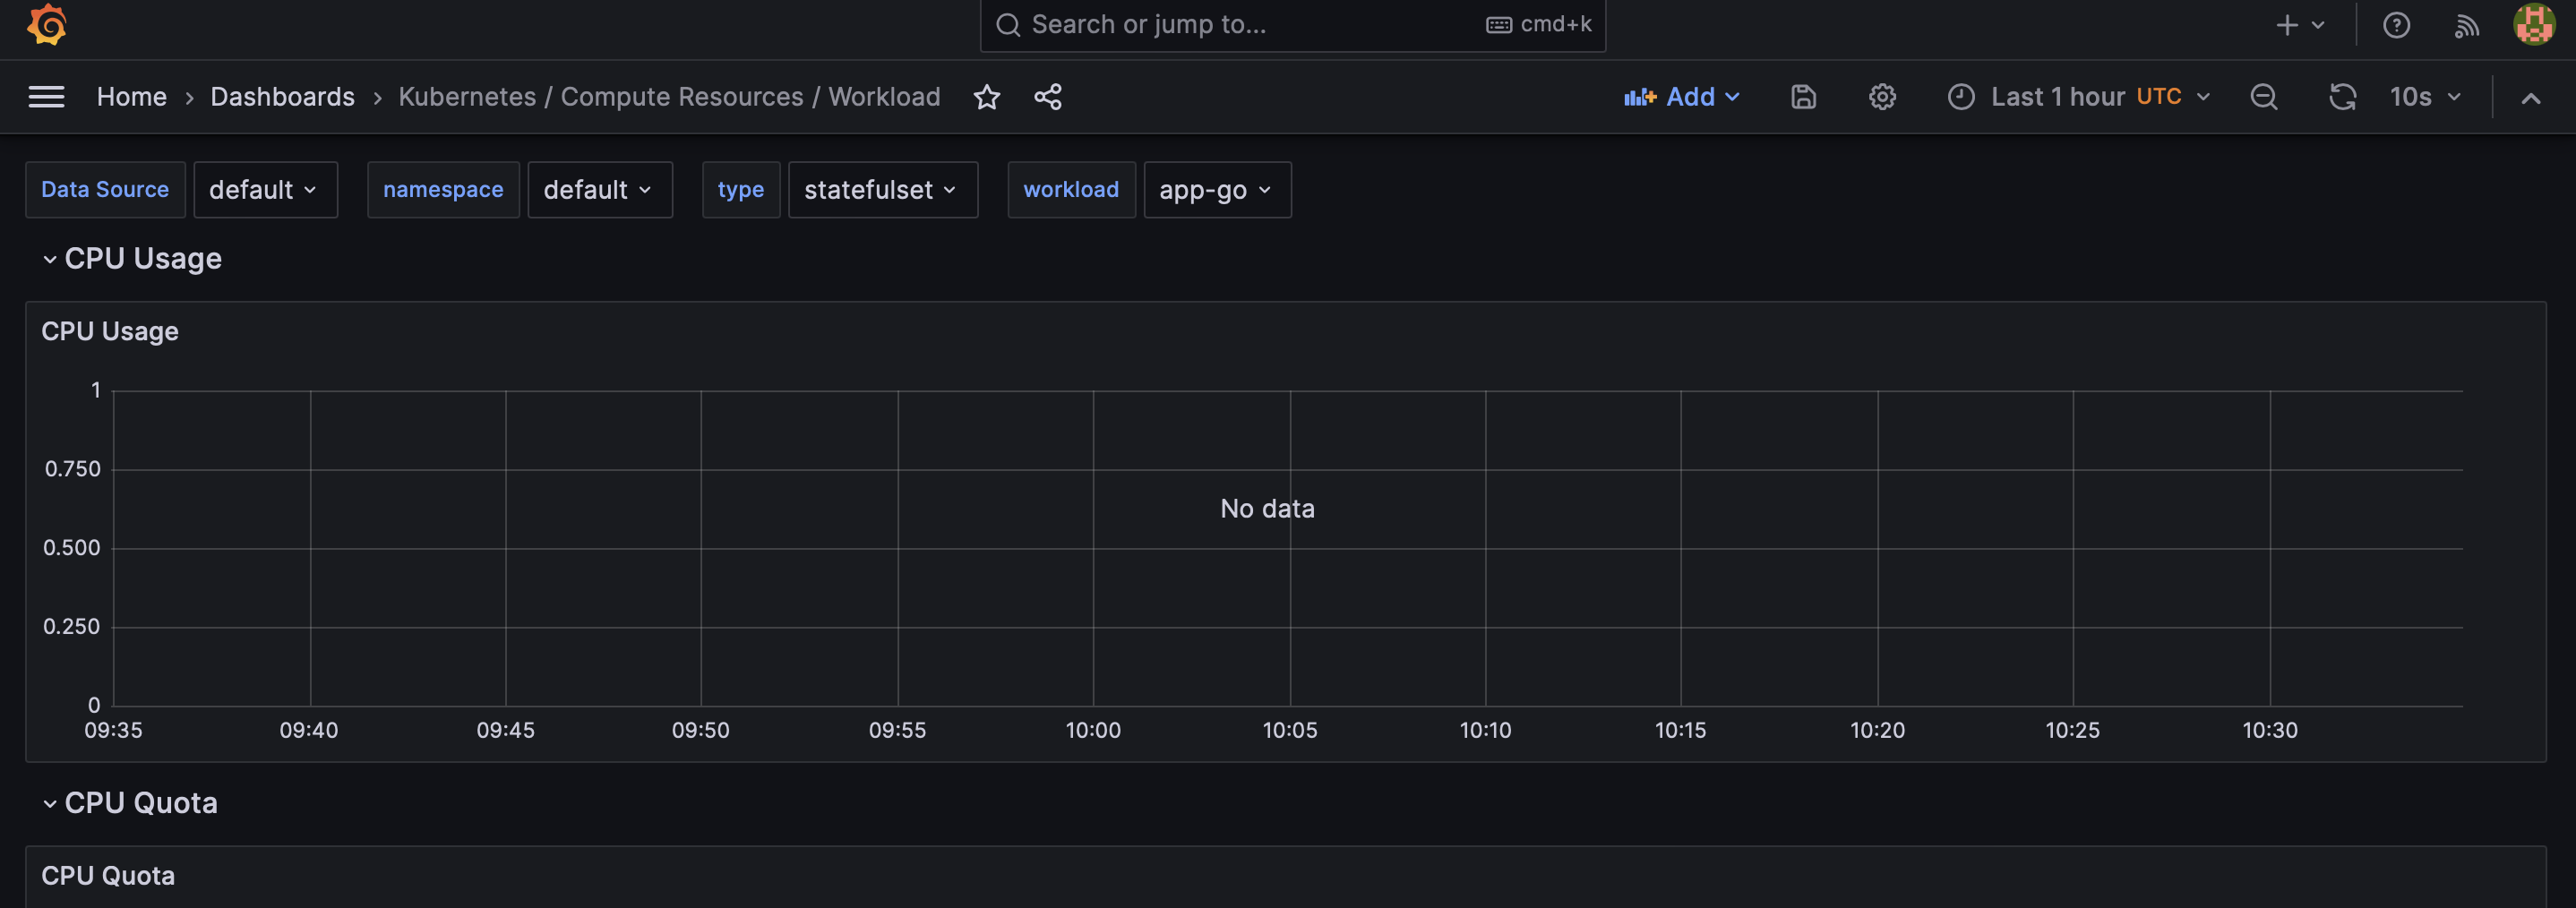 Search or jump to... cmd+k
Home > Dashboards > Kubernetes / Compute Resources / Workload Add Last 1 hour UTC 10s
Data Source default namespace default type statefulset workload app-go
CPU Usage
CPU Usage
1
0.750
No data
0.500
0.250
0
09:35 09:40 09:45 09:50 09:55 10:00 10:05 10:10 10:15 10:20 10:25 10:30
CPU Quota
CPU Quota